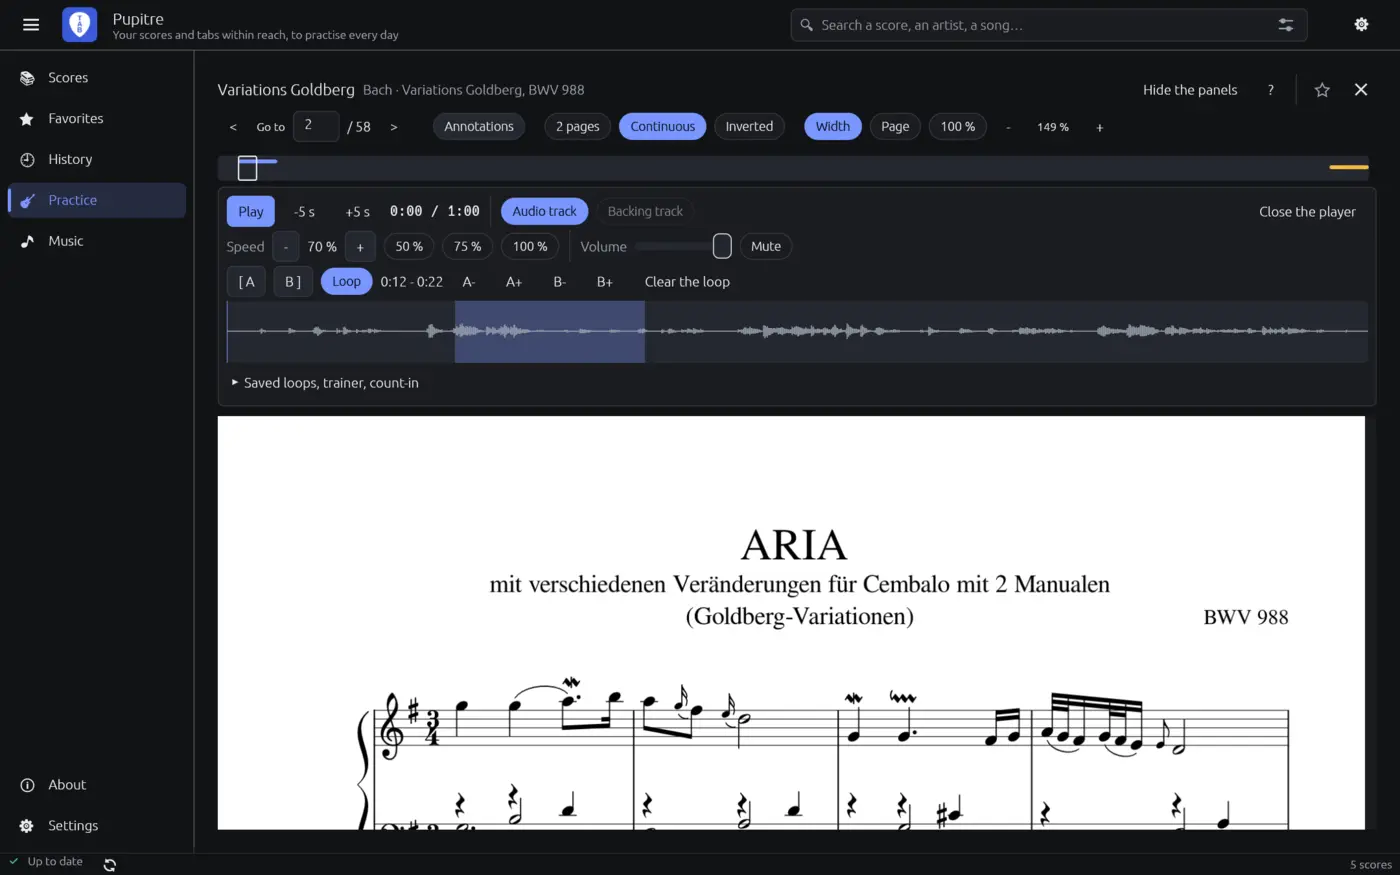 Pupitre
Your scores and tabs within reach, to practise every day
Search a score, an artist, a song…
Scores
Favorites
History
Practice
Music
About
Settings
Up to date
Variations Goldberg Bach · Variations Goldberg, BWV 988
Hide the panels ?
< Go to 2 / 58 > Annotations 2 pages Continuous Inverted Width Page 100 % - 149 % +
Play -5 s +5 s 0:00 / 1:00 Audio track Backing track Close the player
Speed - 70 % + 50 % 75 % 100 % Volume Mute
[ A B ] Loop 0:12 - 0:22 A- A+ B- B+ Clear the loop
Saved loops, trainer, count-in
ARIA
mit verschiedenen Veränderungen für Cembalo mit 2 Manualen
(Goldberg-Variationen)
BWV 988
3
4
5 scores
TAB